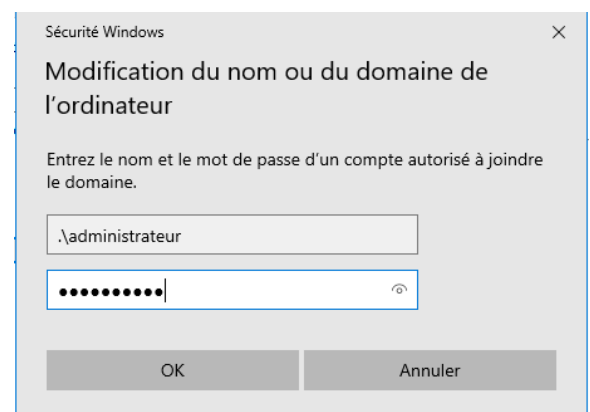 Sécurité Windows
Modification du nom ou du domaine de
l'ordinateur
Entrez le nom et le mot de passe d'un compte autorisé à joindre
le domaine.
.\administrateur
●●●●●●●●●●
OK
Annuler